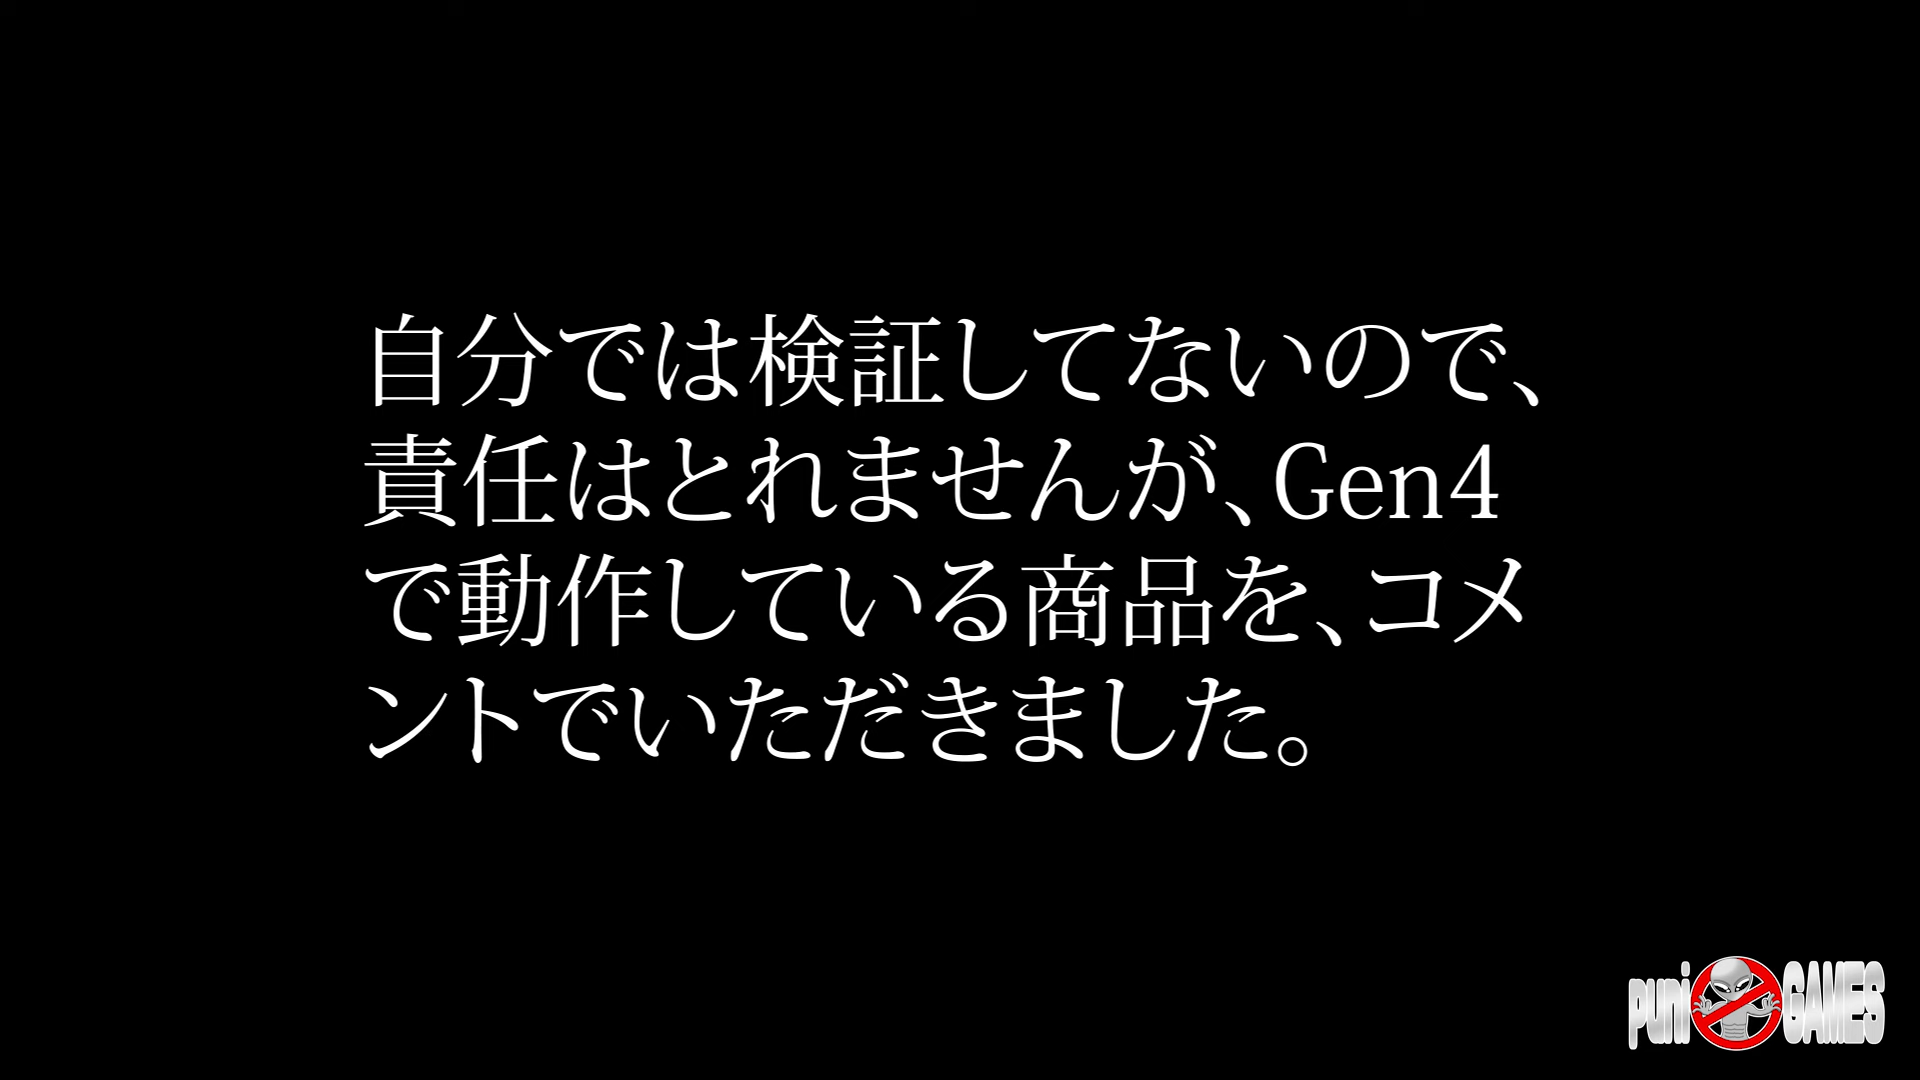 自分では検証してないので、
責任はとれませんが、Gen4
で動作している商品を、コメ
ントでいただきました。
puni GAMES